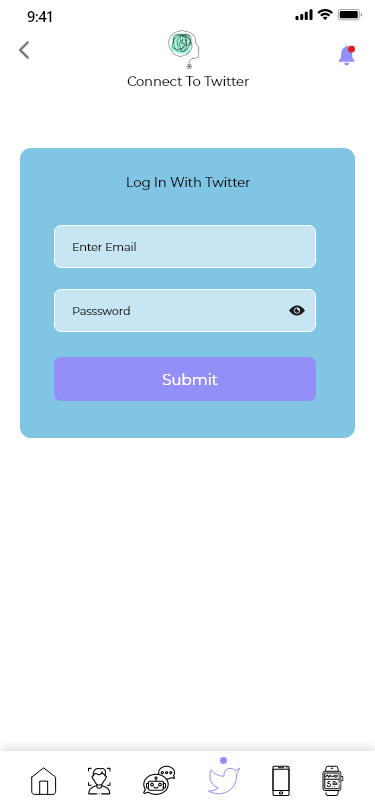 9:41
Connect To Twitter
Log In With Twitter
Enter Email
Passsword
Submit